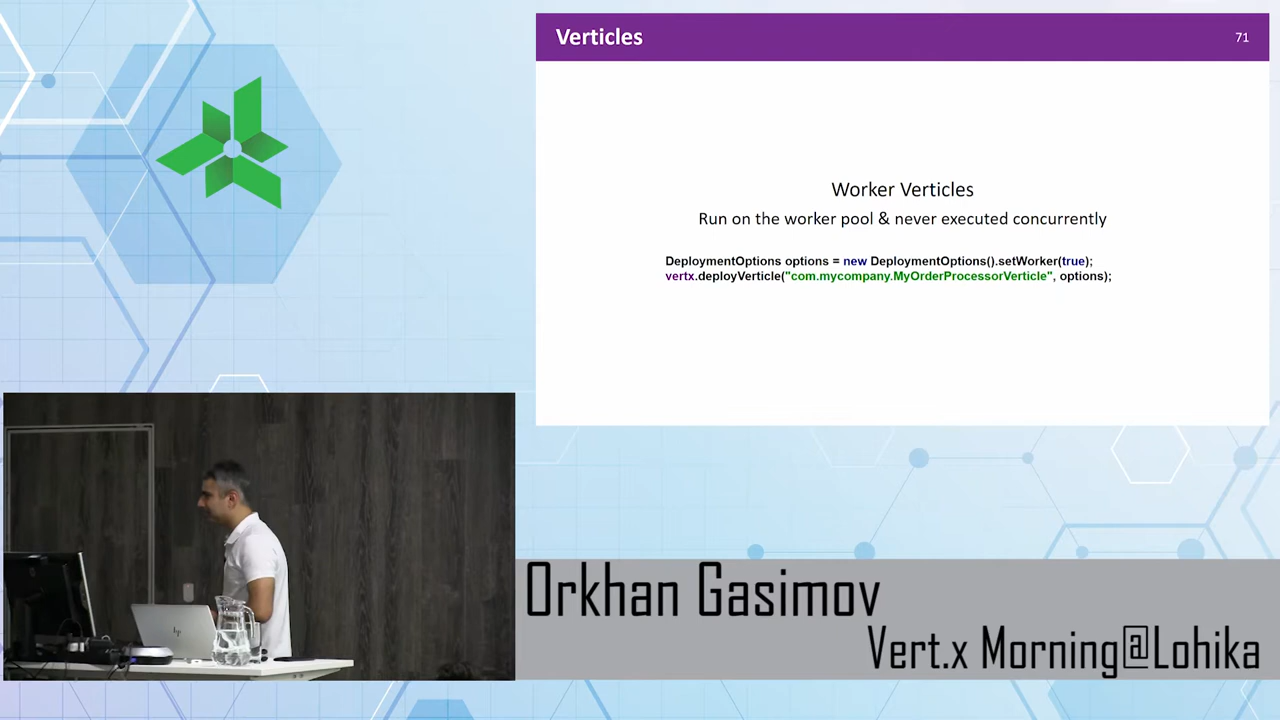 Verticles
71
Worker Verticles
Run on the worker pool & never executed concurrently
DeploymentOptions options = new DeploymentOptions().setWorker(true);
vertx.deployVerticle("com.mycompany.MyOrderProcessorVerticle", options);
hp
Orkhan Gasimov
Vert.x Morning@Lohika